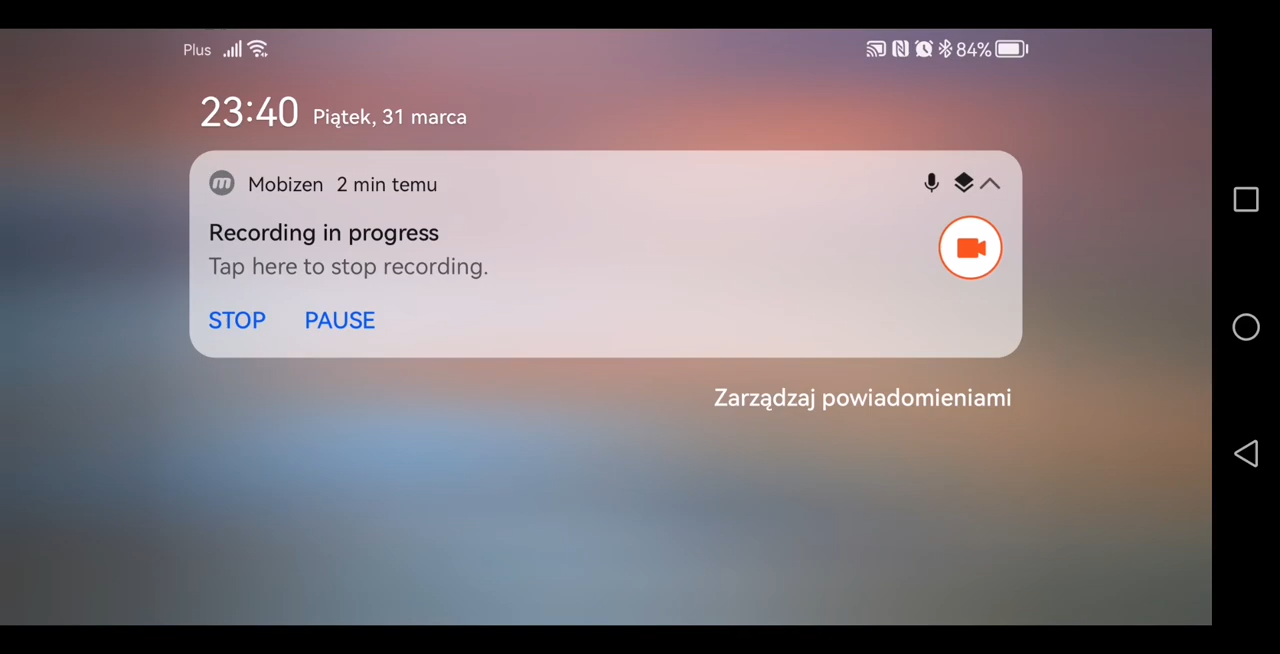 Plus 84%
23:40 Piątek, 31 marca
Mobizen 2 min temu
Recording in progress
Tap here to stop recording.
STOP PAUSE
Zarządzaj powiadomieniami